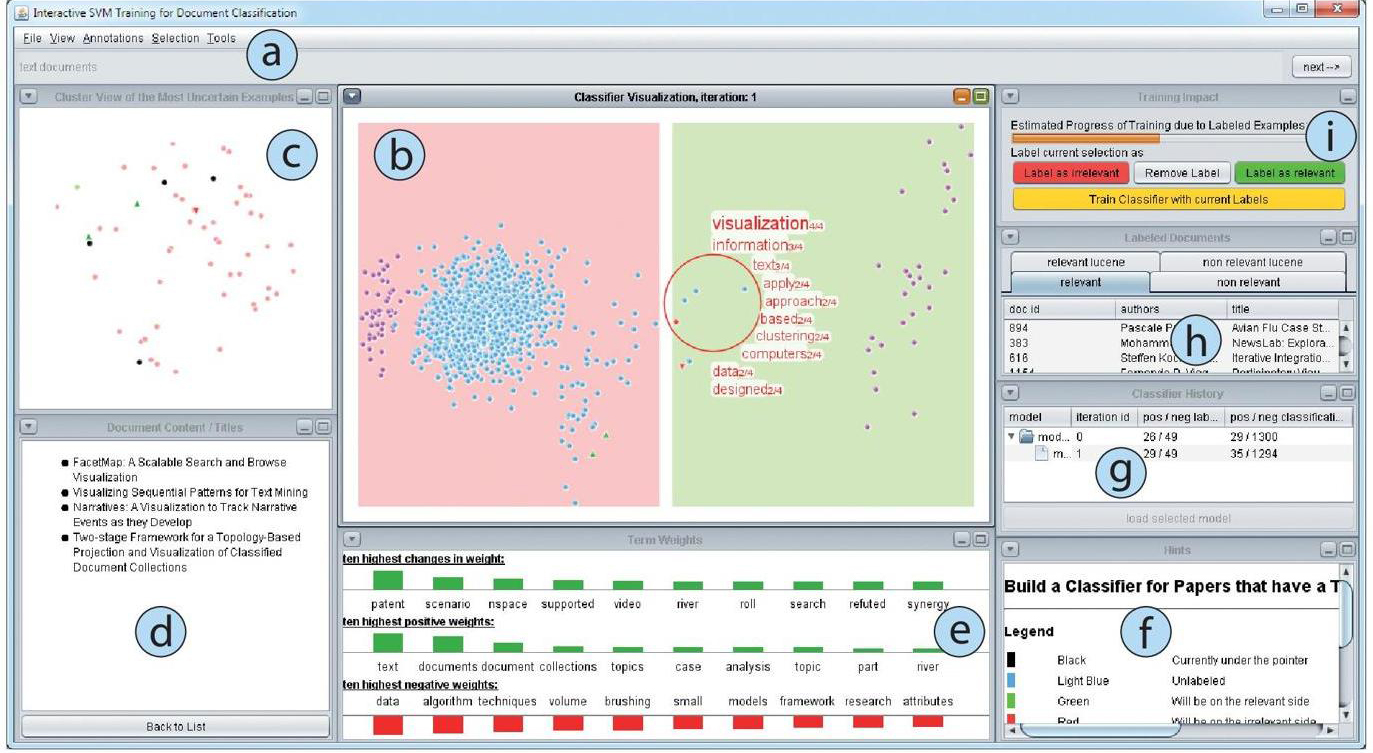 Interactive SVM Training for Document Classification
File View Annotations Selection Tools
a
text documents
next-->
Cluster View of the Most Uncertain Examples
c
Classifier Visualization, iteration: 1
b
visualization4/4
information3/4
text3/4
apply2/4
approach2/4
based2/4
clustering2/4
computers2/4
data2/4
designed2/4
Training Impact
Estimated Progress of Training due to Labeled Examples
i
Label current selection as
Label as irrelevant Remove Label Label as relevant
Train Classifier with current Labels
Labeled Documents
relevant lucene non relevant lucene
relevant non relevant
doc id authors title
894 Pascale P Avian Flu Case St...
383 Mohamm NewsLab: Explora...
616 Steffen Ko Iterative Integratio...
h
Classifier History
model iteration id pos / neg lab... pos / neg classificati...
mod... 0 26 / 49 29 / 1300
m... 1 29 / 49 35 / 1294
g
load selected model
Document Content / Titles
FacetMap: A Scalable Search and Browse
Visualization
Visualizing Sequential Patterns for Text Mining
Narratives: A Visualization to Track Narrative
Events as they Develop
Two-stage Framework for a Topology-Based
Projection and Visualization of Classified
Document Collections
d
Back to List
Term Weights
ten highest changes in weight:
patent scenario nspace supported video river roll search refuted synergy
ten highest positive weights:
e
text documents document collections topics case analysis topic part river
ten highest negative weights:
data algorithm techniques volume brushing small models framework research attributes
Hints
Build a Classifier for Papers that have a T
Legend
f
Black Currently under the pointer
Light Blue Unlabeled
Green Will be on the relevant side
Red Will be on the irrelevant side